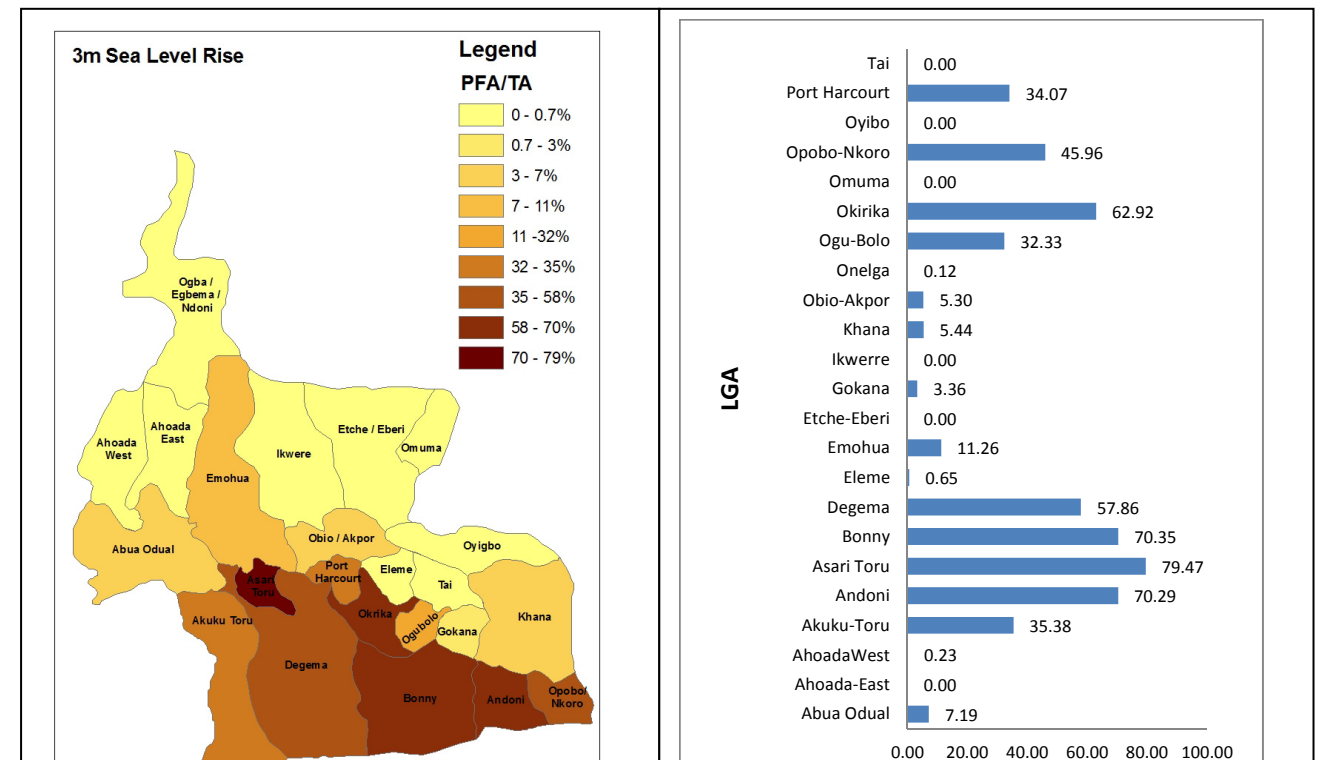 3m Sea Level Rise
Legend
PFA/TA
0 - 0.7%
0.7 - 3%
3 - 7%
7 - 11%
11 -32%
32 - 35%
35 - 58%
58 - 70%
70 - 79%
Ogba /
Egbema /
Ndoni
Ahoada
West
Ahoada
East
Emohua
Ikwere
Etche / Eberi
Omuma
Abua Odual
Obio / Akpor
Oyigbo
Asari
Toru
Port
Harcourt
Eleme
Tai
Akuku Toru
Okrika
Ogubolo
Gokana
Khana
Degema
Bonny
Andoni
Opobo/
Nkoro
LGA
Tai 0.00
Port Harcourt 34.07
Oyibo 0.00
Opobo-Nkoro 45.96
Omuma 0.00
Okirika 62.92
Ogu-Bolo 32.33
Onelga 0.12
Obio-Akpor 5.30
Khana 5.44
Ikwerre 0.00
Gokana 3.36
Etche-Eberi 0.00
Emohua 11.26
Eleme 0.65
Degema 57.86
Bonny 70.35
Asari Toru 79.47
Andoni 70.29
Akuku-Toru 35.38
AhoadaWest 0.23
Ahoada-East 0.00
Abua Odual 7.19
0.00 20.00 40.00 60.00 80.00 100.00